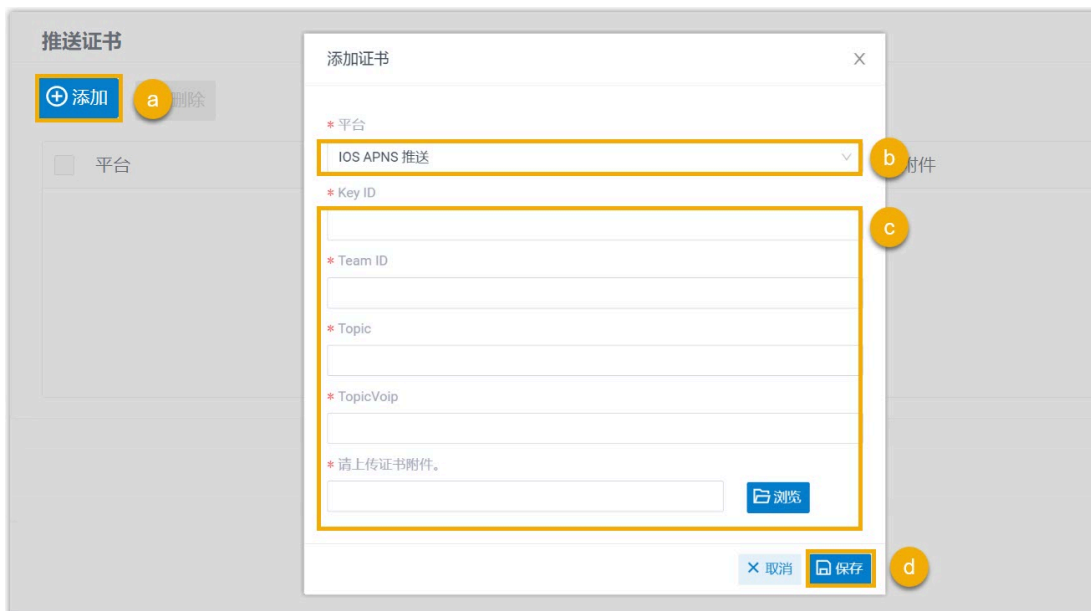 推送证书
添加
a
删除
平台
附件
添加证书
* 平台
IOS APNS 推送
b
* Key ID
c
* Team ID
* Topic
* TopicVoip
* 请上传证书附件。
浏览
取消
保存
d